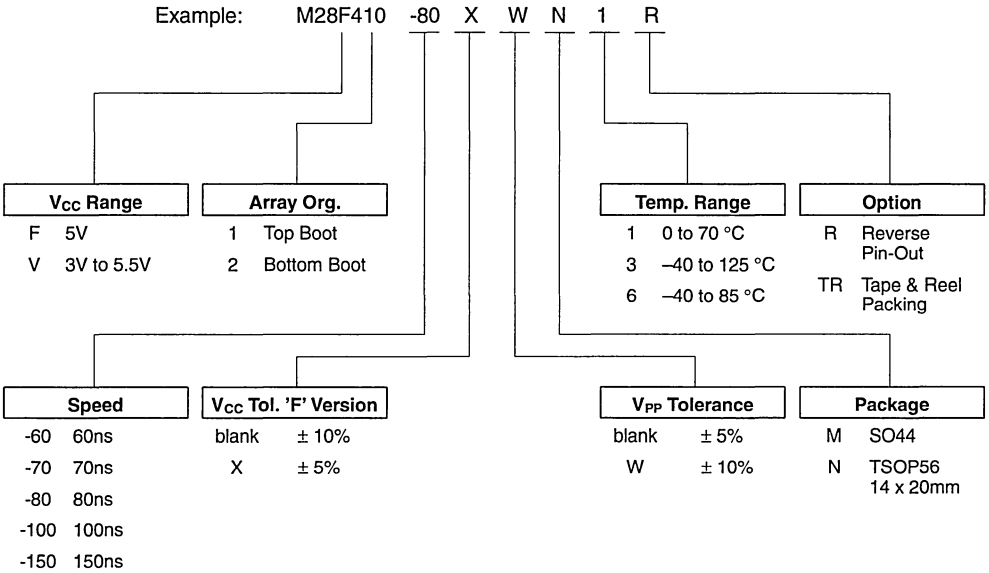 Example: M28F410 -80 X W N 1 R
VCC Range
F 5V
V 3V to 5.5V
Array Org.
1 Top Boot
2 Bottom Boot
Temp. Range
1 0 to 70 °C
3 –40 to 125 °C
6 –40 to 85 °C
Option
R Reverse
Pin-Out
TR Tape & Reel
Packing
Speed
-60 60ns
-70 70ns
-80 80ns
-100 100ns
-150 150ns
VCC Tol. 'F' Version
blank ± 10%
X ± 5%
VPP Tolerance
blank ± 5%
W ± 10%
Package
M SO44
N TSOP56
14 x 20mm